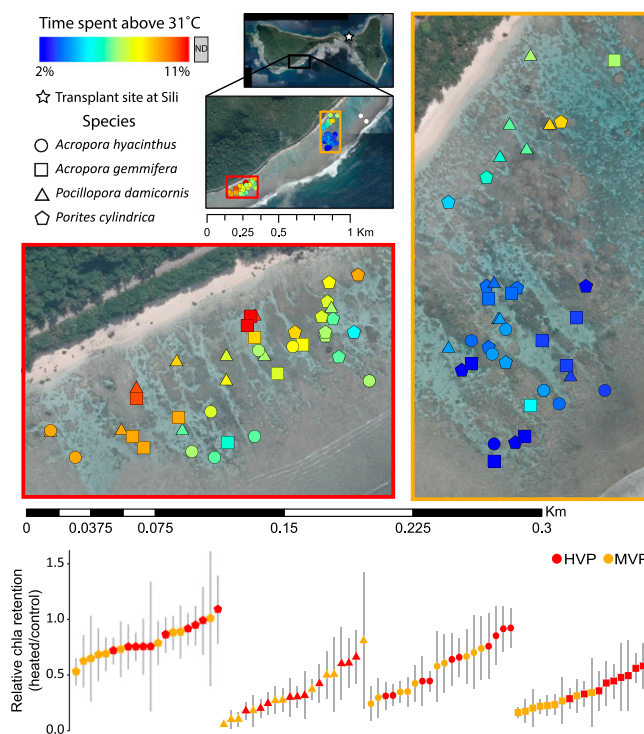 Time spent above 31˚C
ND
2%
11%
Transplant site at Sili
Species
Acropora hyacinthus
Acropora gemmifera
Pocillopora damicornis
Porites cylindrica
0
0.25
0.5
1 Km
0
0.0375
0.075
0.15
0.225
0.3
Km
Relative chla retention
(heated/control)
1.5
1.0
0.5
0.0
HVP
MVP